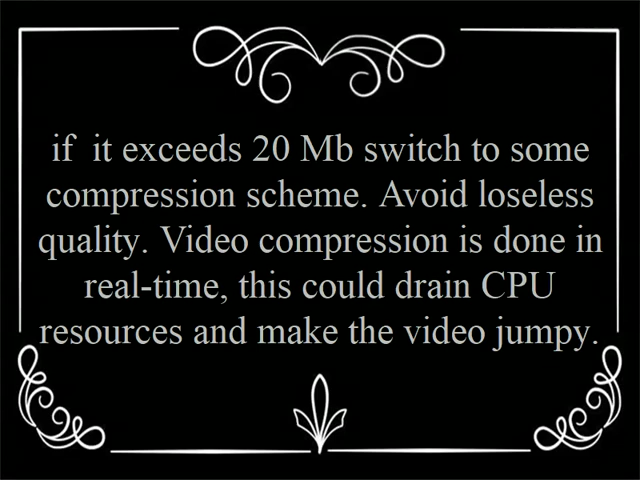 if it exceeds 20 Mb switch to some
compression scheme. Avoid loseless
quality. Video compression is done in
real-time, this could drain CPU
resources and make the video jumpy.